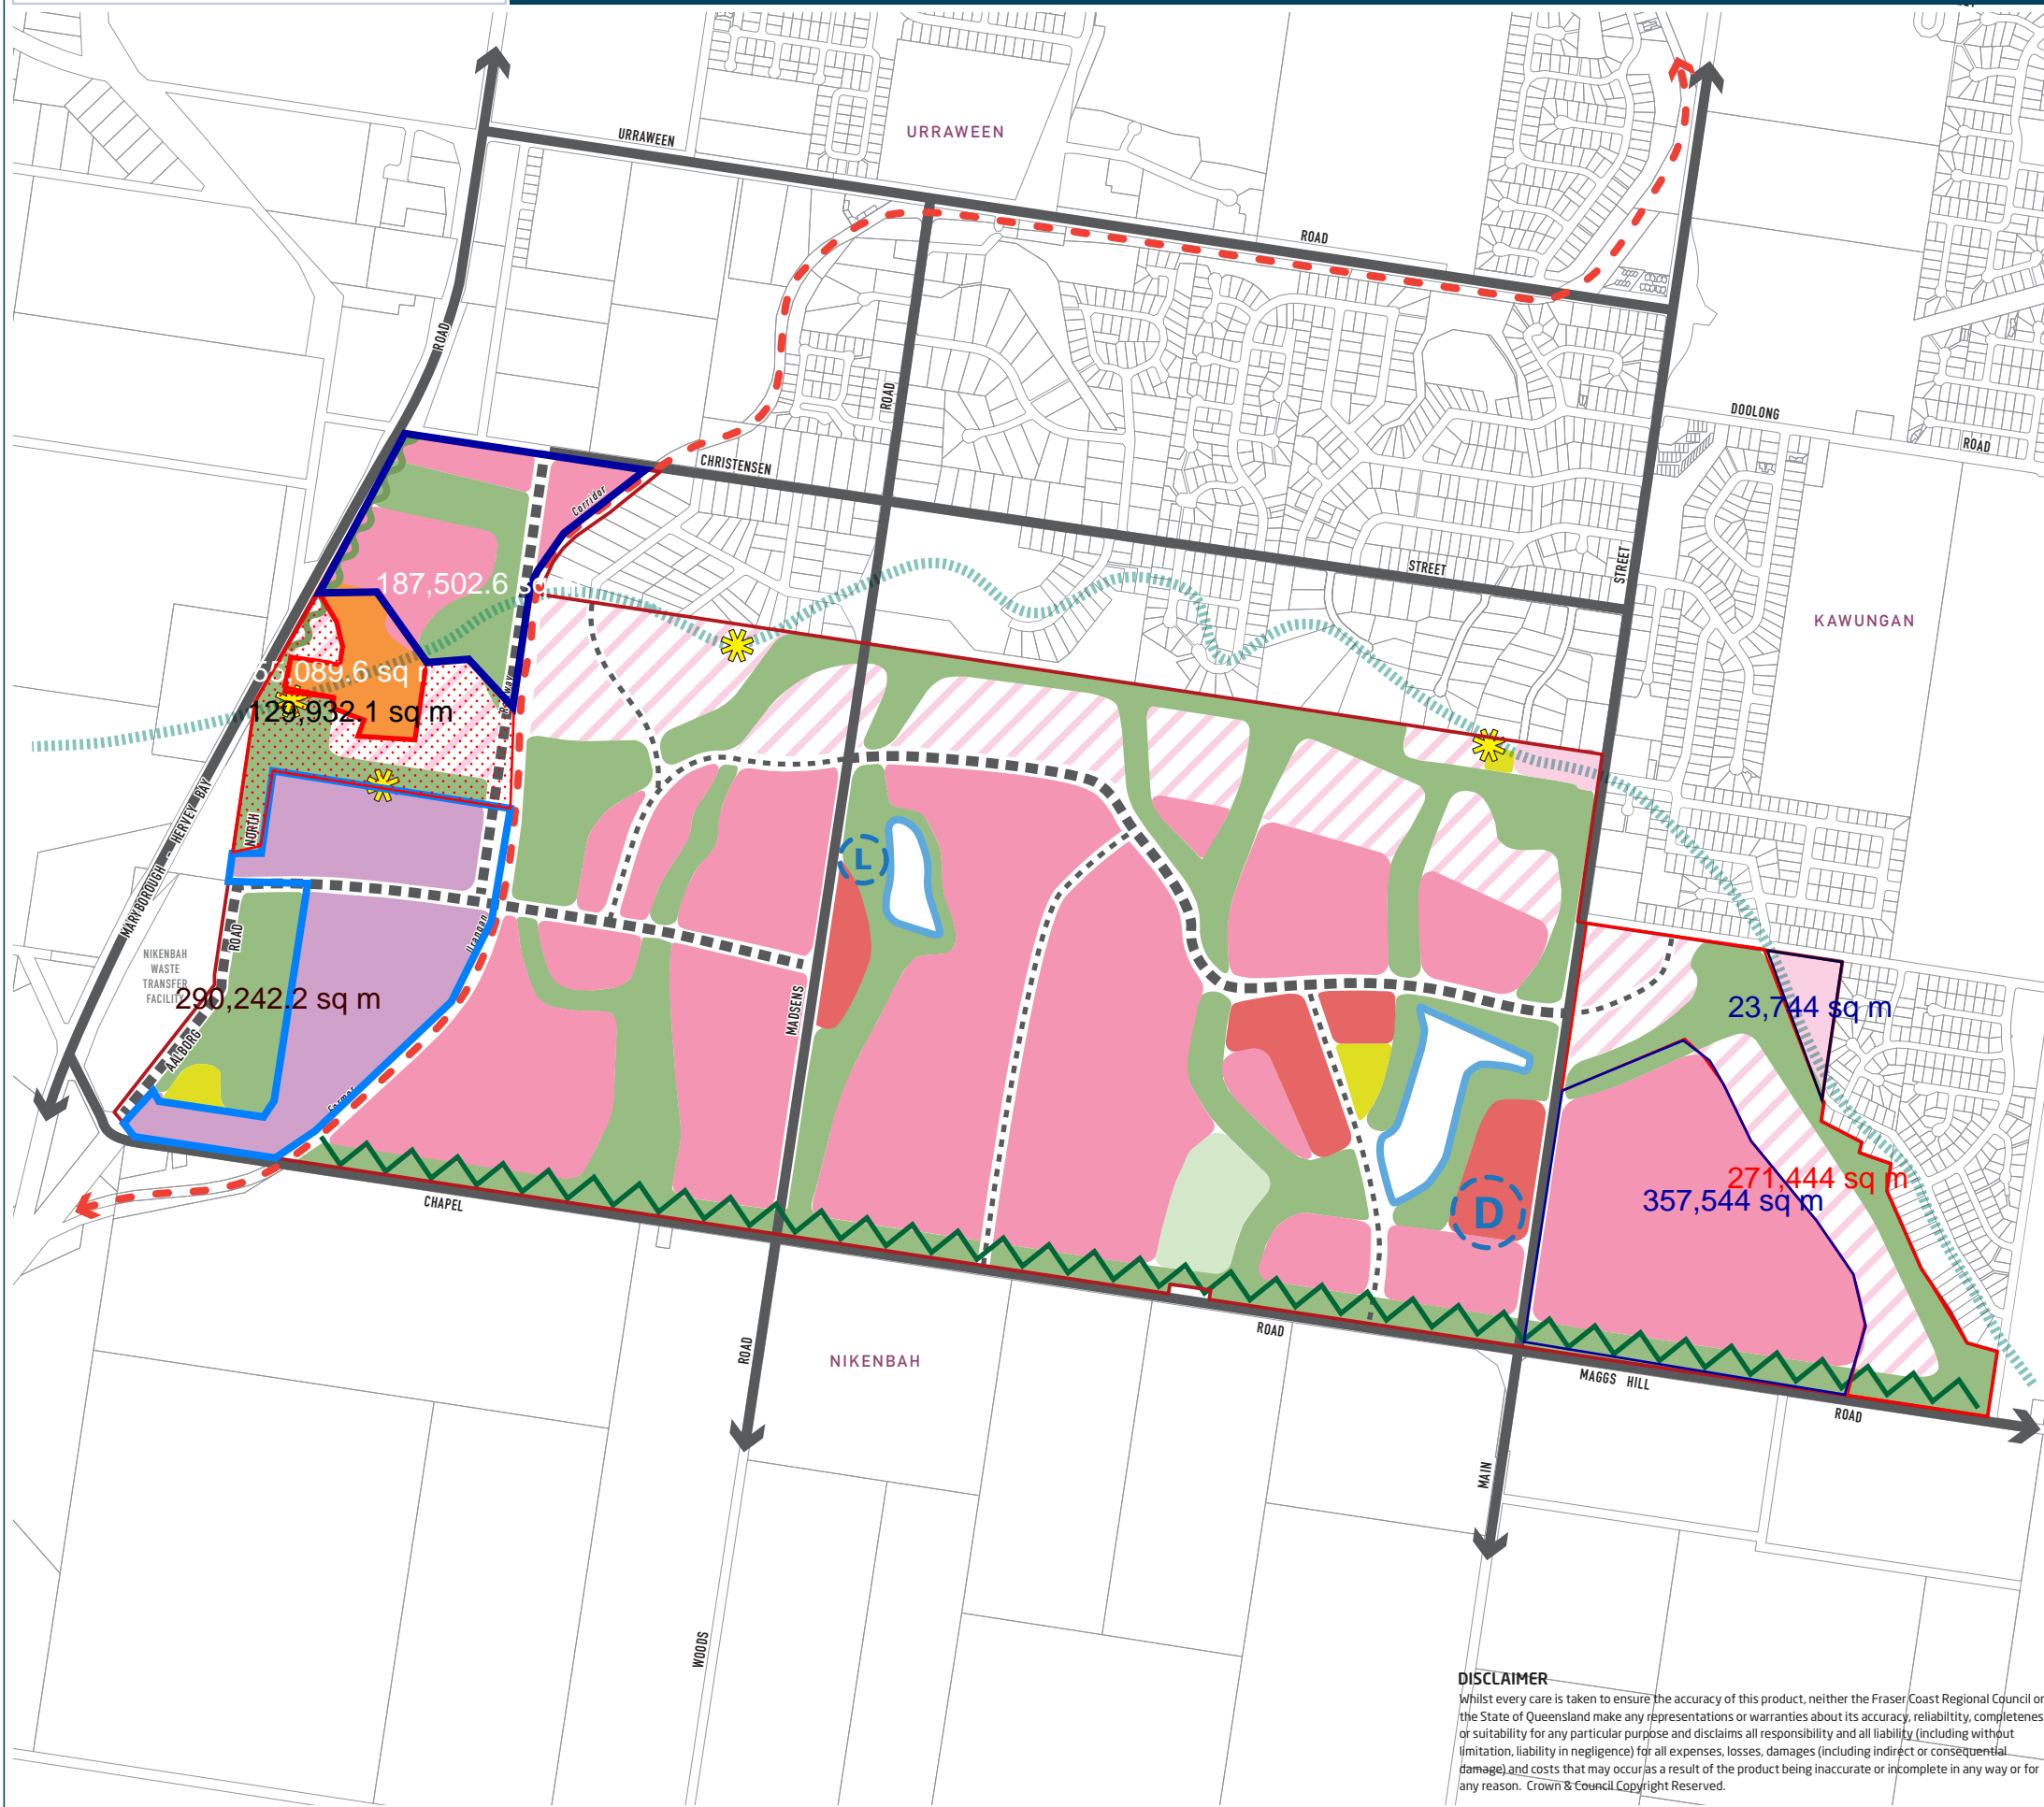 URRAWEEN
URRAWEEN
ROAD
ROAD
ROAD
DOOLONG
ROAD
CHRISTENSEN
Corridor
STREET
STREET
187,502.6 sq
KAWUNGAN
089.6 sq
129,932.1 sq m
MARYBOROUGH - HERVEY BAY
NORTH
L
ROAD
NIKENBAH
WASTE
TRANSFER
FACILITY
290,242.2 sq m
AALBORG
Former
MADSENS
23,744 sq m
271,444 sq m
357,544 sq m
D
CHAPEL
ROAD
ROAD
NIKENBAH
MAGGS HILL
ROAD
MAIN
WOODS
DISCLAIMER
Whilst every care is taken to ensure the accuracy of this product, neither the Fraser Coast Regional Council or
the State of Queensland make any representations or warranties about its accuracy, reliabiltity, completenes
or suitability for any particular purpose and disclaims all responsibility and all liability (including without
limitation, liability in negligence) for all expenses, losses, damages (including indirect or consequential
damage) and costs that may occur as a result of the product being inaccurate or incomplete in any way or for
any reason. Crown & Council Copyright Reserved.